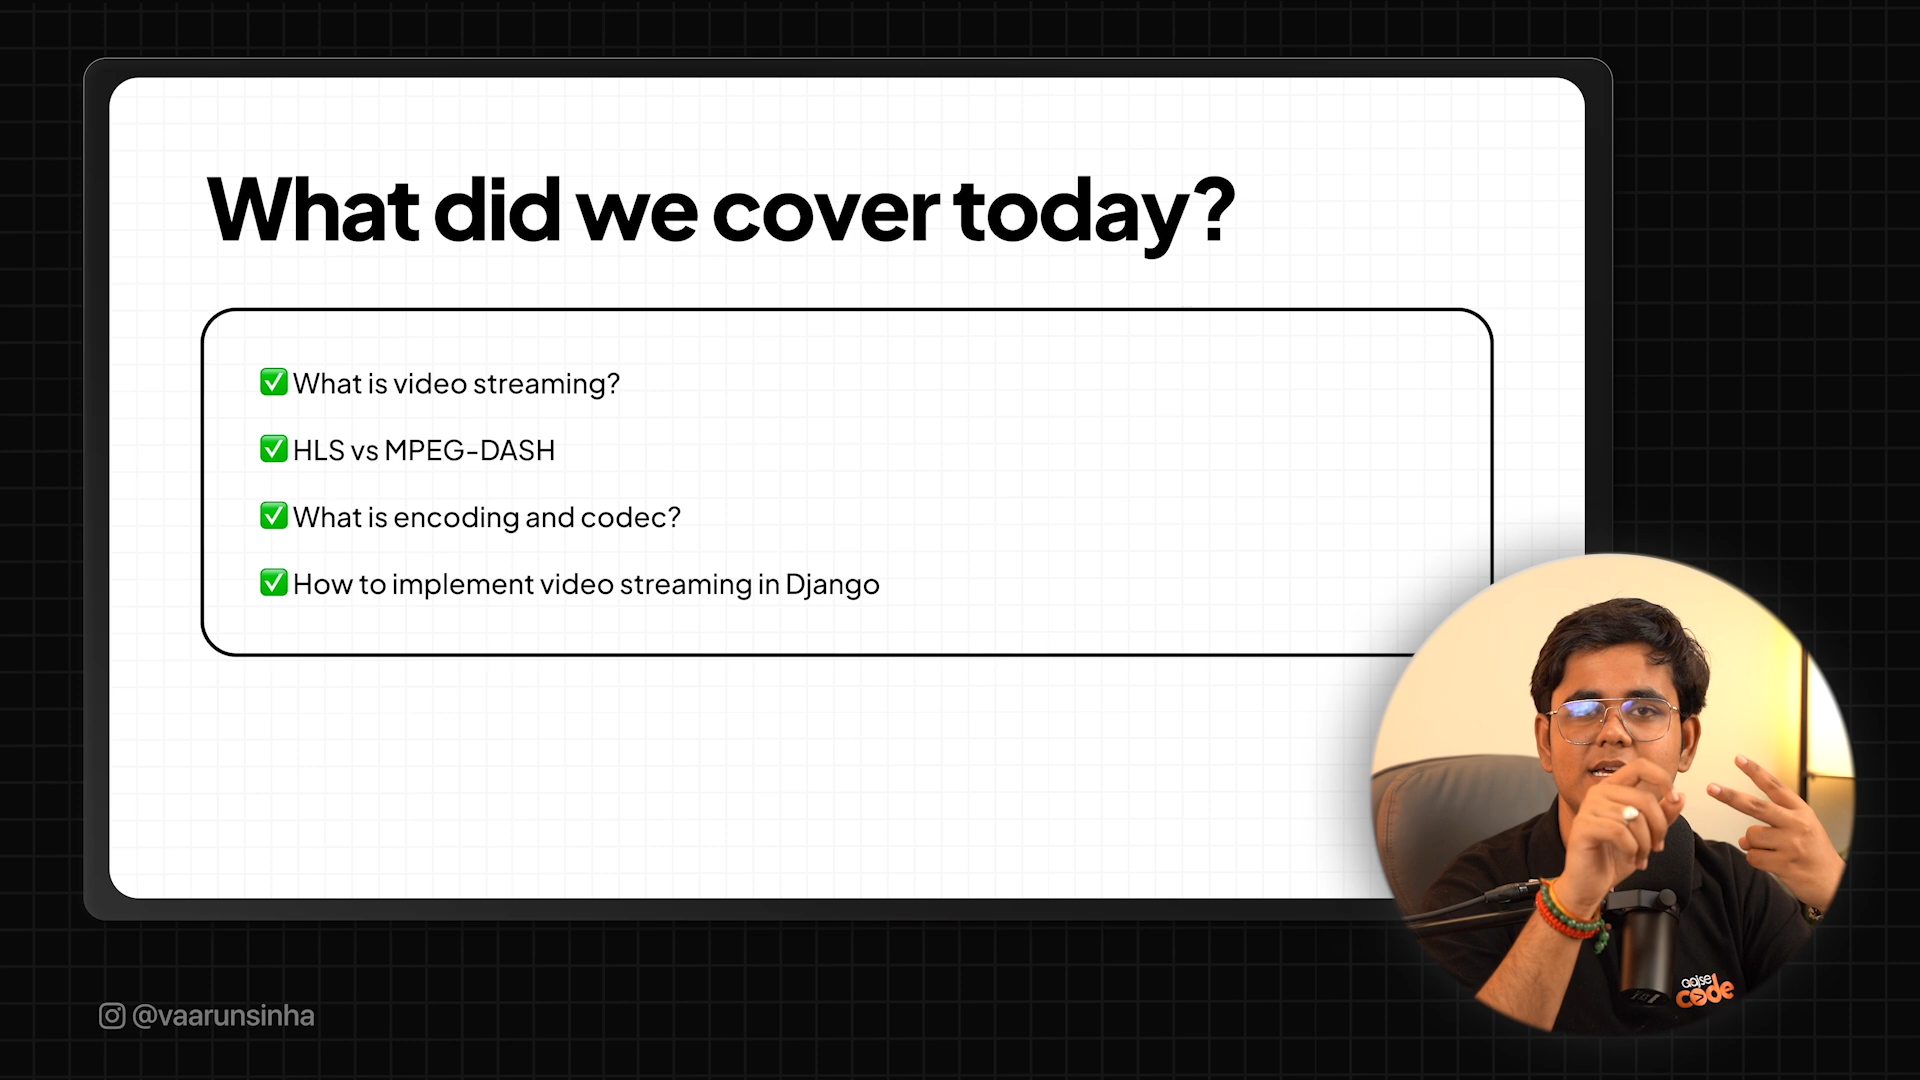 What did we cover today?
✅ What is video streaming?
✅ HLS vs MPEG-DASH
✅ What is encoding and codec?
✅ How to implement video streaming in Django
code
@vaarunsinha